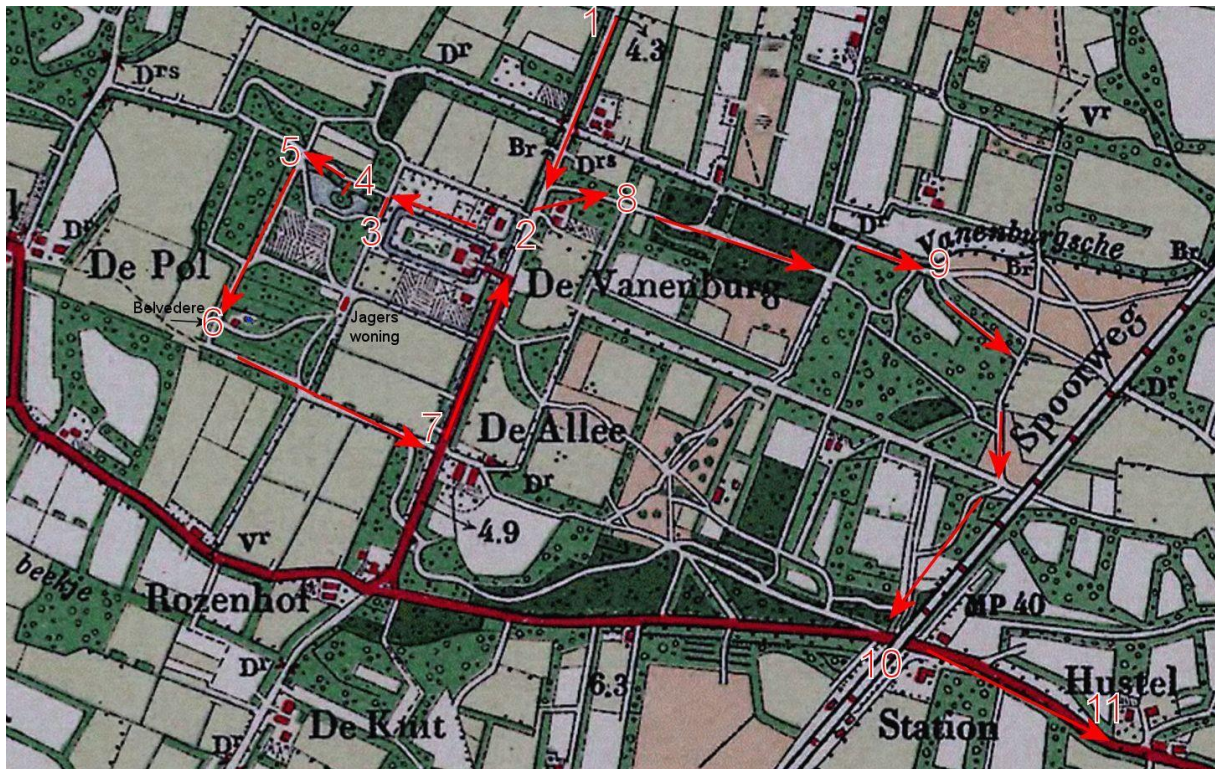 1
4.3
Dr
Drs
Br
Drs
Vr
5
4
8
3
2
Dr
Vanenburgsche
9
Br
Br
Dr
De Pol
De Vanenburg
Belvedere
6
Jagers
woning
Spoorweg
Dr
7
De Allee
Dr
4.9
Vr
beekje
Rozenhof
MP 40
10
Dr
6.3
Hustel
11
De Knit
Station
Dr